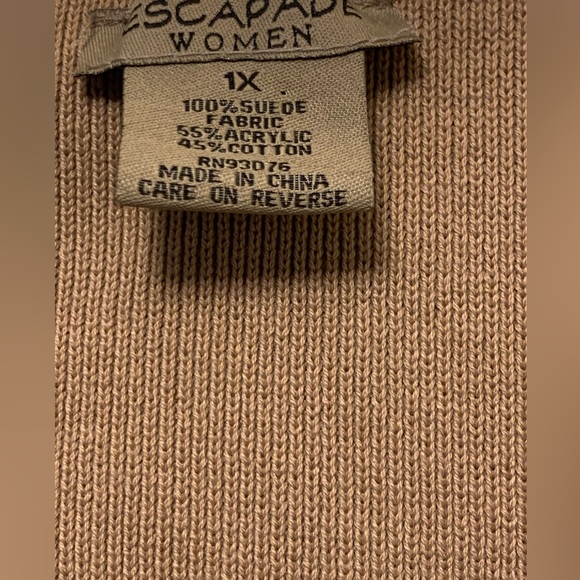 ESCAPADE
WOMEN
1X
100%SUEDE
FABRIC
55%ACRYLIC
45%COTTON
RN93076
MADE IN CHINA
CARE ON REVERSE